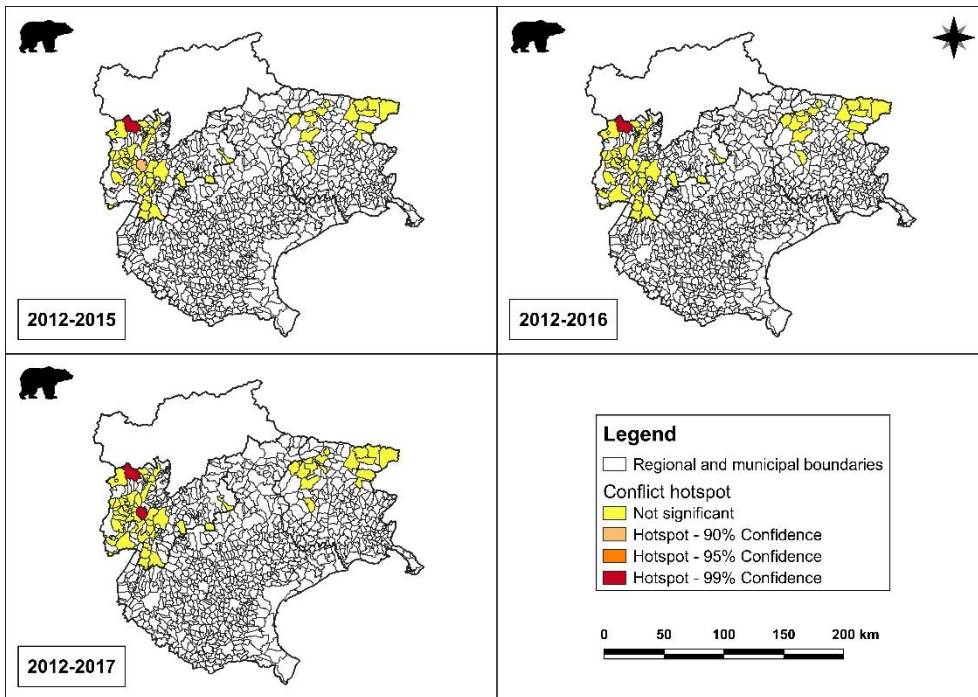 2012-2015
2012-2016
2012-2017
Legend
Regional and municipal boundaries
Conflict hotspot
Not significant
Hotspot - 90% Confidence
Hotspot - 95% Confidence
Hotspot - 99% Confidence
0 50 100 150 200 km